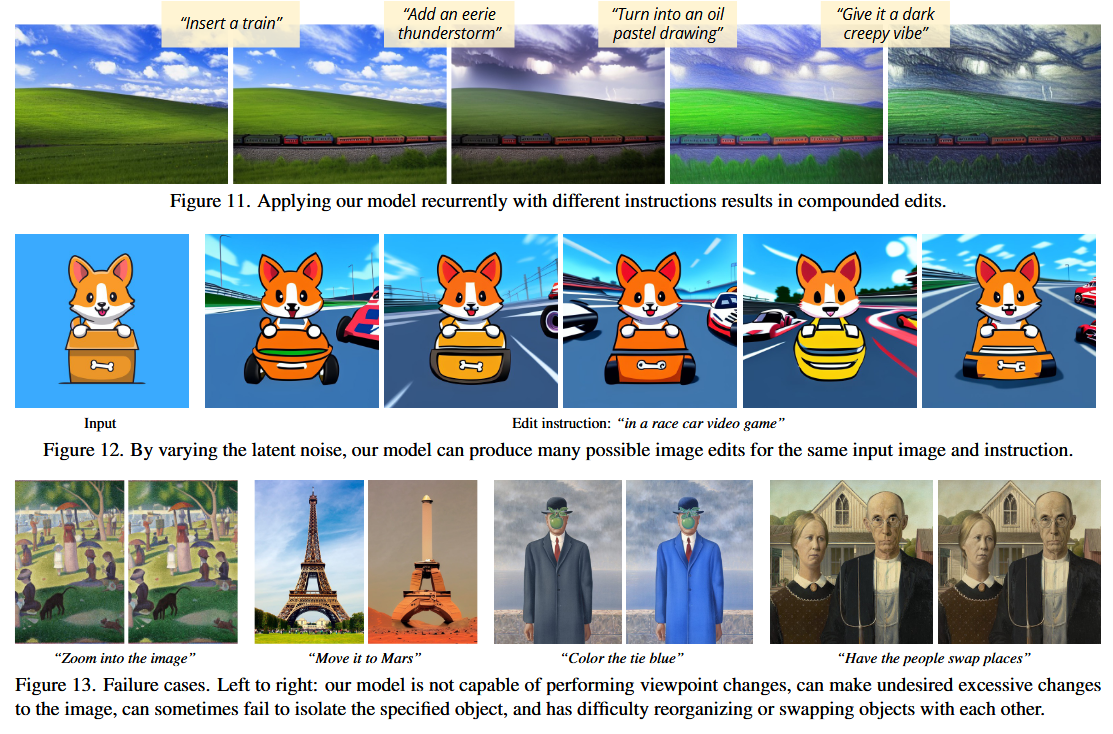 “Insert a train”
“Add an eerie
thunderstorm”
“Turn into an oil
pastel drawing”
“Give it a dark
creepy vibe”
Figure 11. Applying our model recurrently with different instructions results in compounded edits.
Input
Edit instruction: “in a race car video game”
Figure 12. By varying the latent noise, our model can produce many possible image edits for the same input image and instruction.
“Zoom into the image”
“Move it to Mars”
“Color the tie blue”
“Have the people swap places”
Figure 13. Failure cases. Left to right: our model is not capable of performing viewpoint changes, can make undesired excessive changes
to the image, can sometimes fail to isolate the specified object, and has difficulty reorganizing or swapping objects with each other.